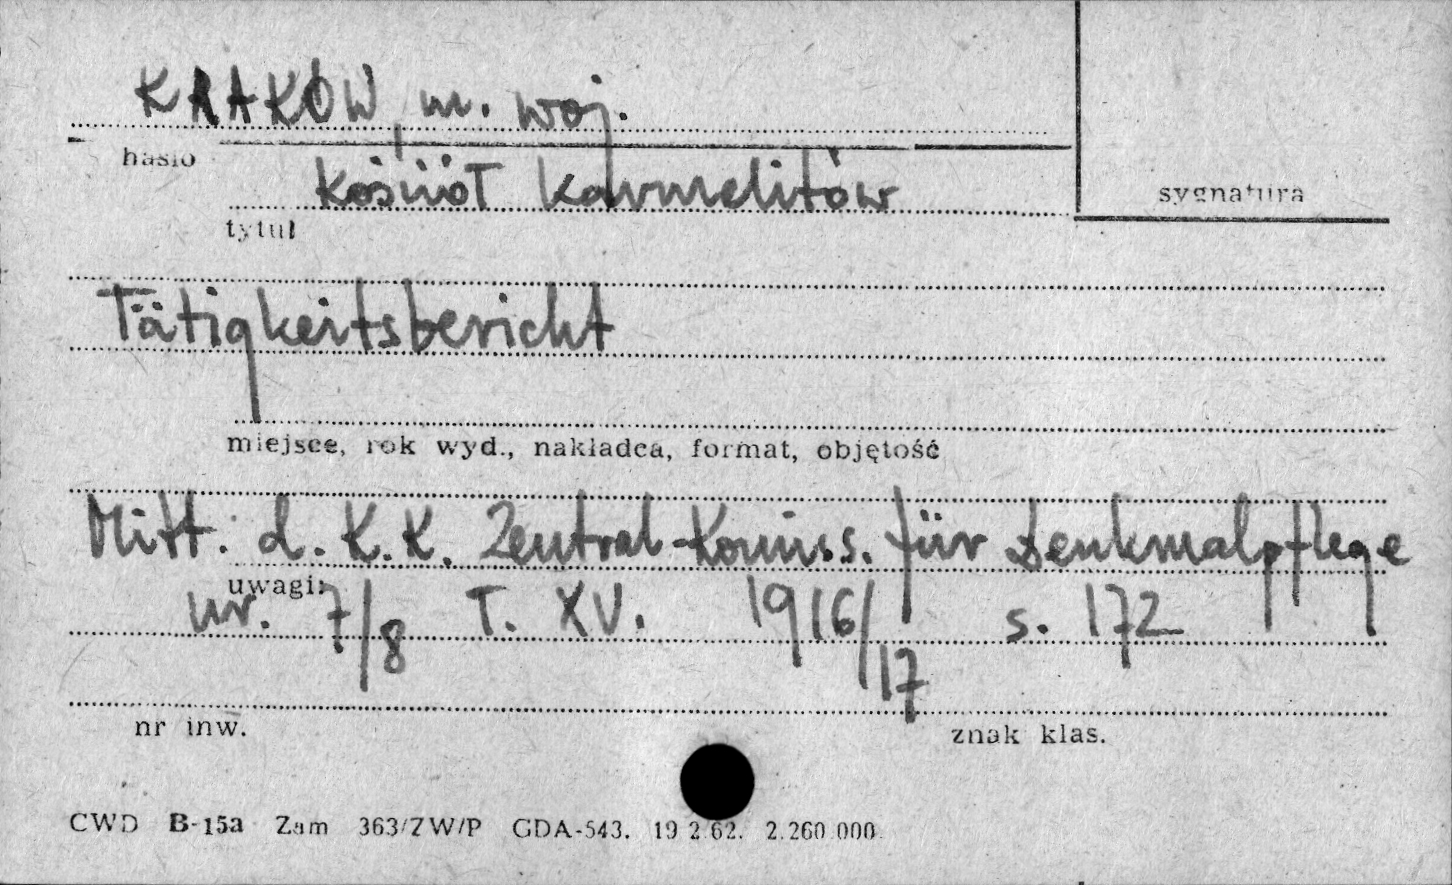 KRAKÓW, m. woj.
hasło
Kościół Karmelitów
sygnatura
tytuł
Tätigkeitsbericht
miejsce, rok wyd., nakładca, format, objętość
Mitt. d. K.K. Zentral-Komiss. für Denkmalpflege
uwagi:
nr. 7/8 T. XV. 1916/17 s. 172
nr inw.
znak klas.
CWD B-15a Zam 363/ZW/P GDA-543. 19 2.62. 2.260.000